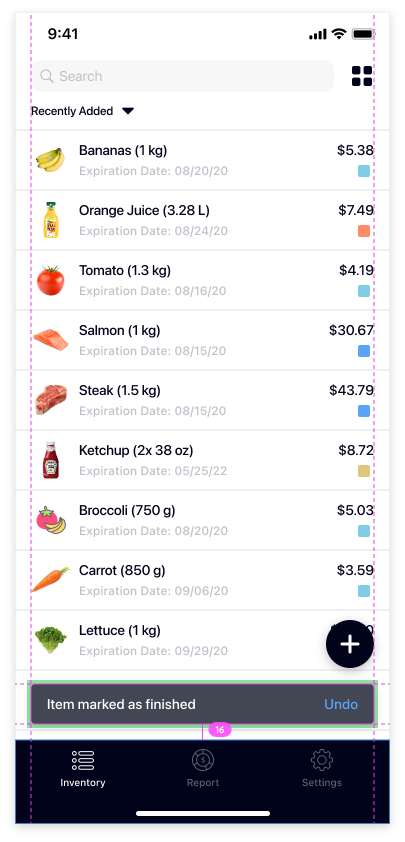 9:41
Search
Recently Added
Bananas (1 kg) $5.38
Expiration Date: 08/20/20
Orange Juice (3.28 L) $7.49
Expiration Date: 08/24/20
Tomato (1.3 kg) $4.19
Expiration Date: 08/16/20
Salmon (1 kg) $30.67
Expiration Date: 08/15/20
Steak (1.5 kg) $43.79
Expiration Date: 08/15/20
Ketchup (2x 38 oz) $8.72
Expiration Date: 05/25/22
Broccoli (750 g) $5.03
Expiration Date: 08/20/20
Carrot (850 g) $3.59
Expiration Date: 09/06/20
Lettuce (1 kg)
Expiration Date: 09/29/20
Item marked as finished Undo
16
Inventory Report Settings